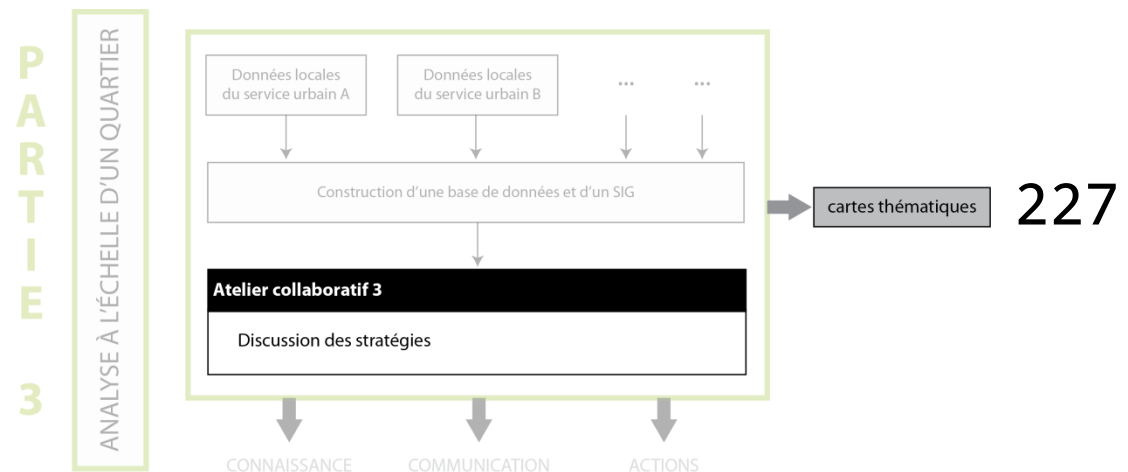 PARTIE 3
ANALYSE À L'ÉCHELLE D'UN QUARTIER
Données locales
du service urbain A
Données locales
du service urbain B
...
...
Construction d'une base de données et d'un SIG
cartes thématiques
227
Atelier collaboratif 3
Discussion des stratégies
CONNAISSANCE
COMMUNICATION
ACTIONS